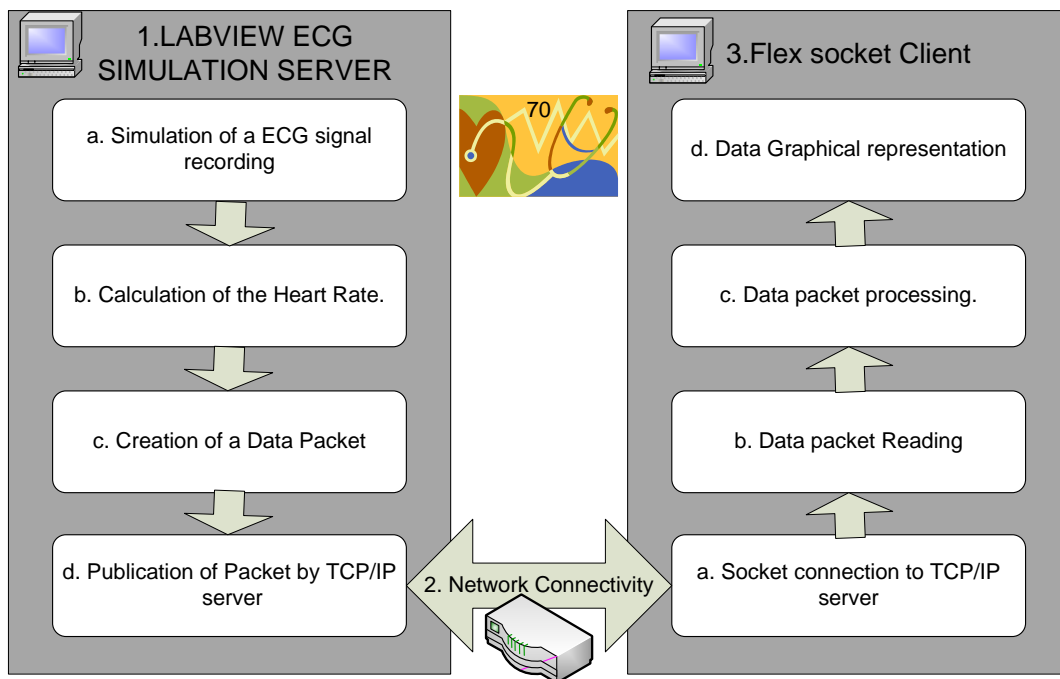 1.LABVIEW ECG
SIMULATION SERVER
a. Simulation of a ECG signal
recording
b. Calculation of the Heart Rate.
c. Creation of a Data Packet
d. Publication of Packet by TCP/IP
server
70
2. Network Connectivity
3.Flex socket Client
d. Data Graphical representation
c. Data packet processing.
b. Data packet Reading
a. Socket connection to TCP/IP
server